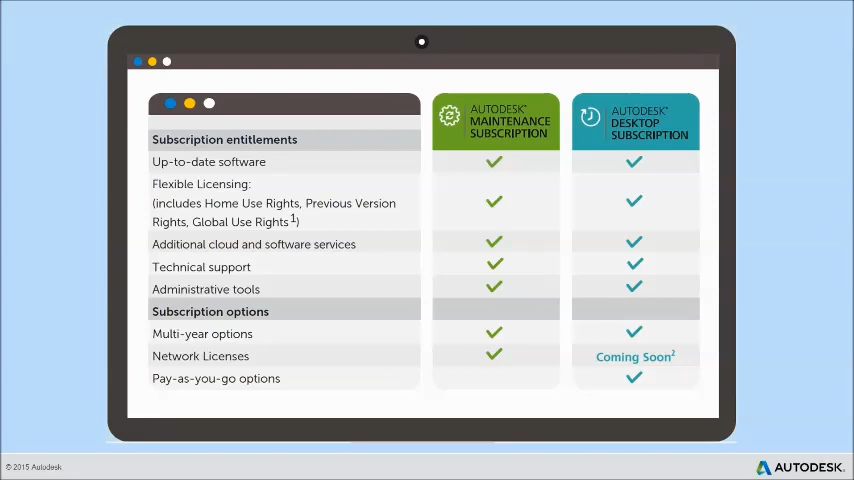 AUTODESK® MAINTENANCE SUBSCRIPTION
AUTODESK® DESKTOP SUBSCRIPTION
Subscription entitlements
Up-to-date software
Flexible Licensing:
(includes Home Use Rights, Previous Version
Rights, Global Use Rights1)
Additional cloud and software services
Technical support
Administrative tools
Subscription options
Multi-year options
Network Licenses
Coming Soon2
Pay-as-you-go options
© 2015 Autodesk
AUTODESK.